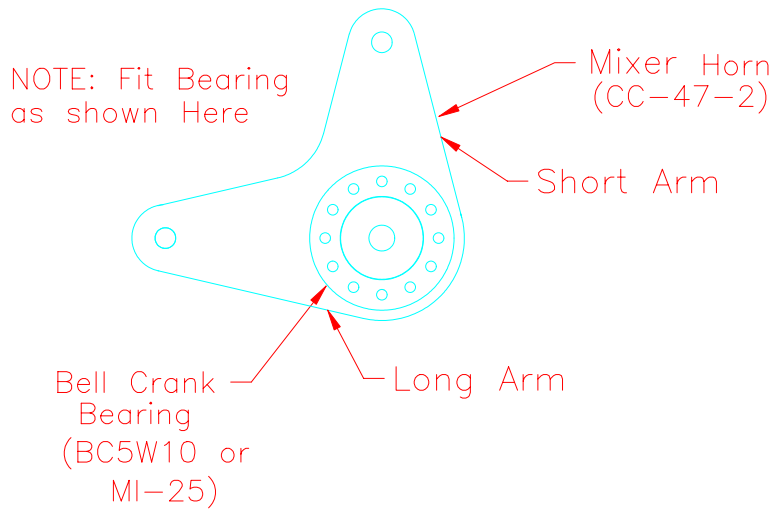 NOTE: Fit Bearing
as shown Here
Mixer Horn
(CC-47-2)
Short Arm
Long Arm
Bell Crank
Bearing
(BC5W10 or
MI-25)